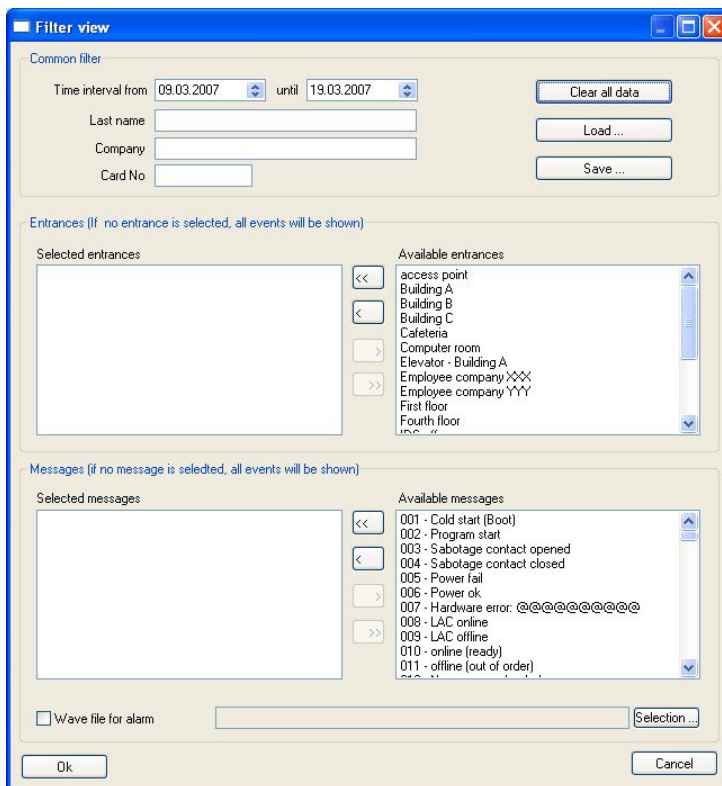 Filter view
Common filter
Time interval from 09.03.2007 until 19.03.2007 Clear all data
Last name
Load ...
Company
Card No
Save ...
Entrances (If no entrance is selected, all events will be shown)
Selected entrances
<<
<
>
>>
Available entrances
access point
Building A
Building B
Building C
Cafeteria
Computer room
Elevator - Building A
Employee company XXX
Employee company YYY
First floor
Fourth floor
Messages (if no message is seledted, all events will be shown)
Selected messages
<<
<
>
>>
Available messages
001 - Cold start (Boot)
002 - Program start
003 - Sabotage contact opened
004 - Sabotage contact closed
005 - Power fail
006 - Power ok
007 - Hardware error: @@@@@@@@@@
008 - LAC online
009 - LAC offline
010 - online (ready)
011 - offline (out of order)
Wave file for alarm Selection ...
Ok Cancel